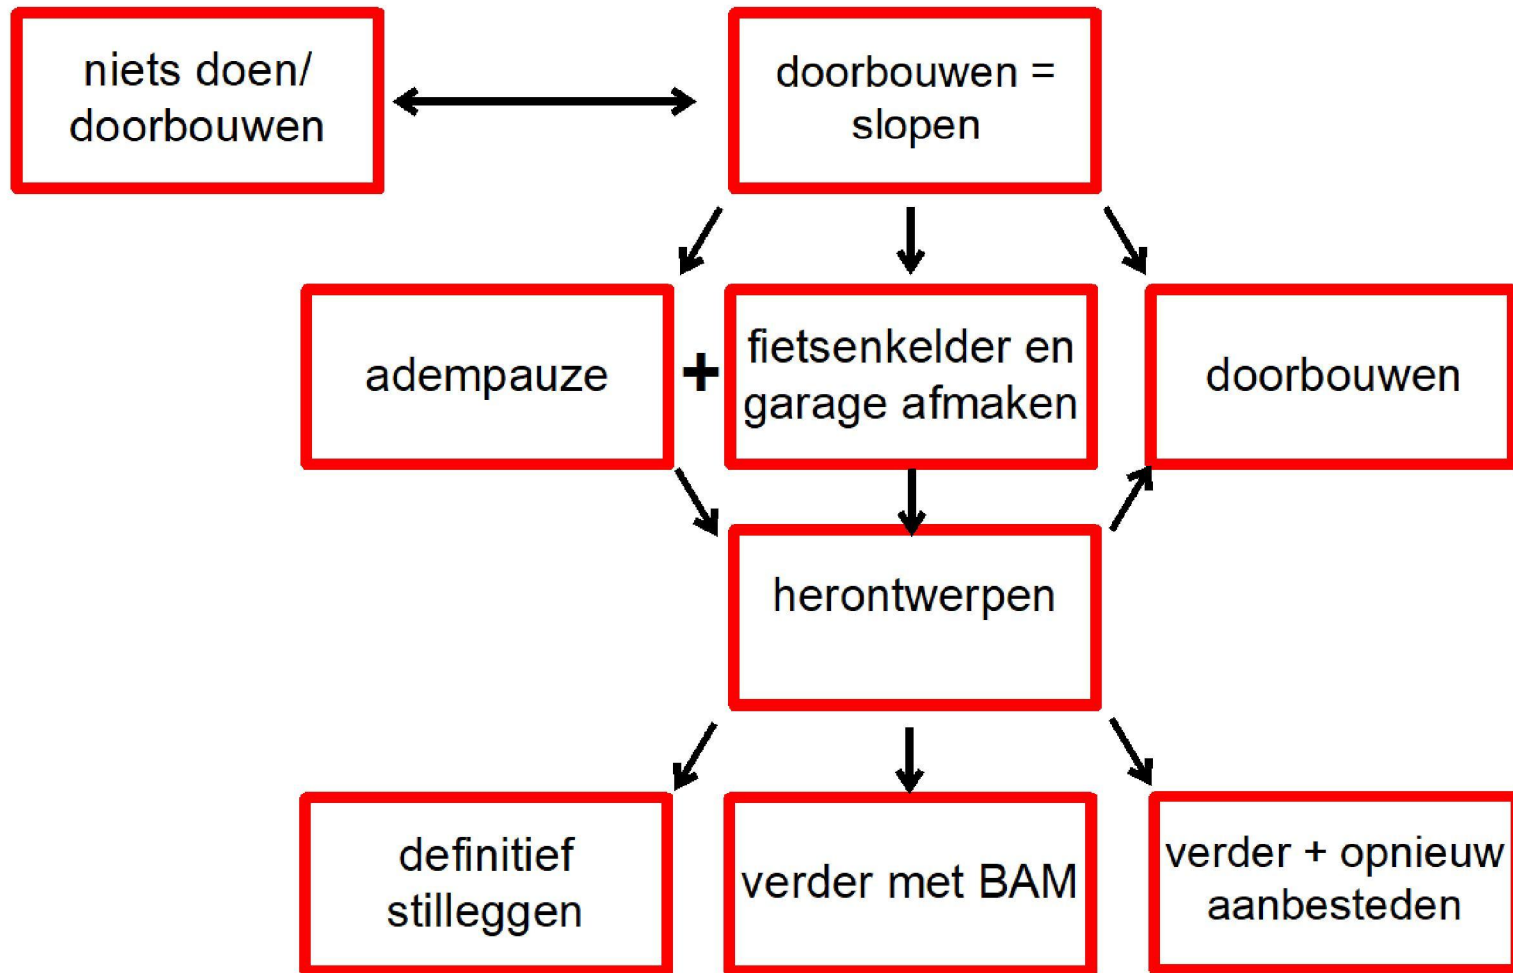 niets doen/
doorbouwen
doorbouwen =
slopen
adempauze
+
fietsenkelder en
garage afmaken
doorbouwen
herontwerpen
definitief
stilleggen
verder met BAM
verder + opnieuw
aanbesteden